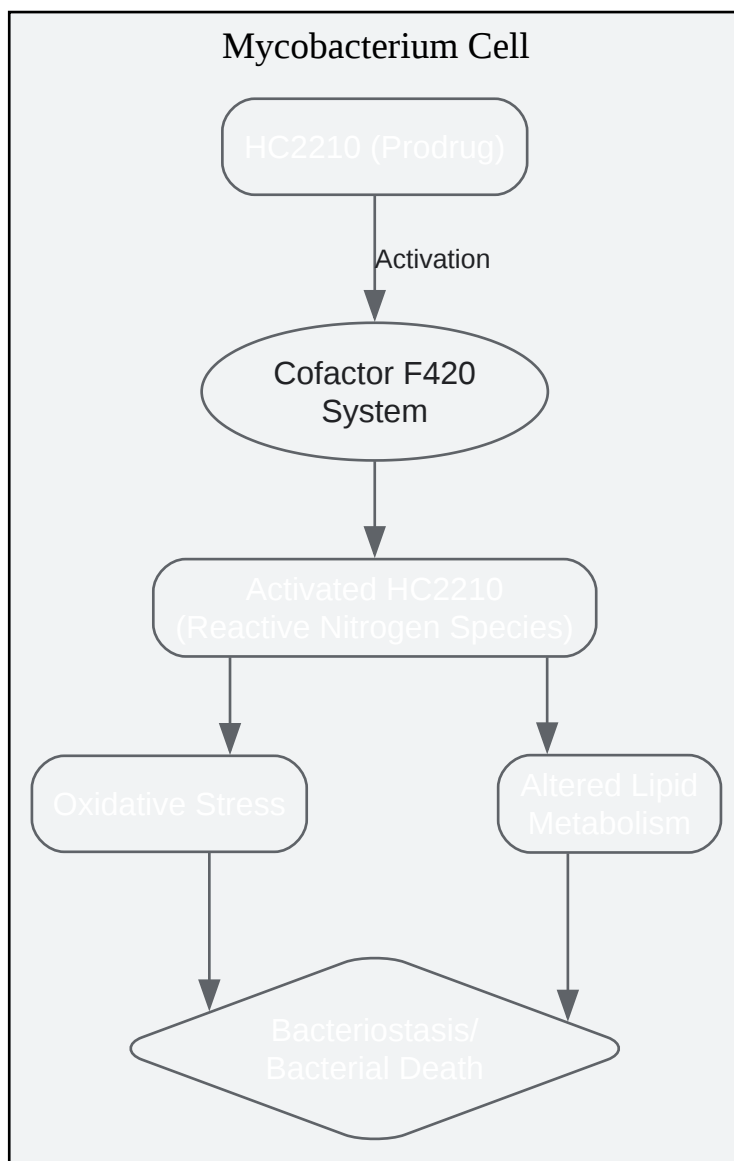 Mycobacterium Cell
HC2210 (Prodrug)
Activation
Cofactor F420
System
Activated HC2210
(Reactive Nitrogen Species)
Oxidative Stress
Altered Lipid
Metabolism
Bacteriostasis/
Bacterial Death